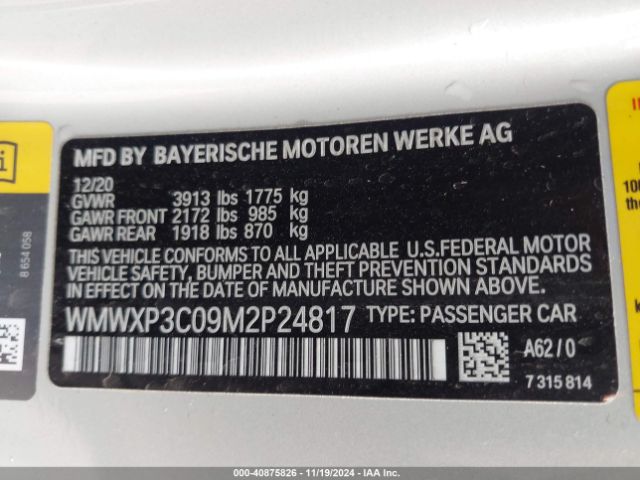 MFD BY BAYERISCHE MOTOREN WERKE AG
12/20
GVWR 3913 lbs 1775 kg
GAWR FRONT 2172 lbs 985 kg
GAWR REAR 1918 lbs 870 kg
THIS VEHICLE CONFORMS TO ALL APPLICABLE U.S.FEDERAL MOTOR
VEHICLE SAFETY, BUMPER AND THEFT PREVENTION STANDARDS
IN EFFECT ON THE DATE OF MANUFACTURE SHOWN ABOVE.
WMWXP3C09M2P24817 TYPE: PASSENGER CAR
A62/0
7 315 814
8 654 058
i
100
the
000-40875826 - 11/19/2024 - IAA Inc.